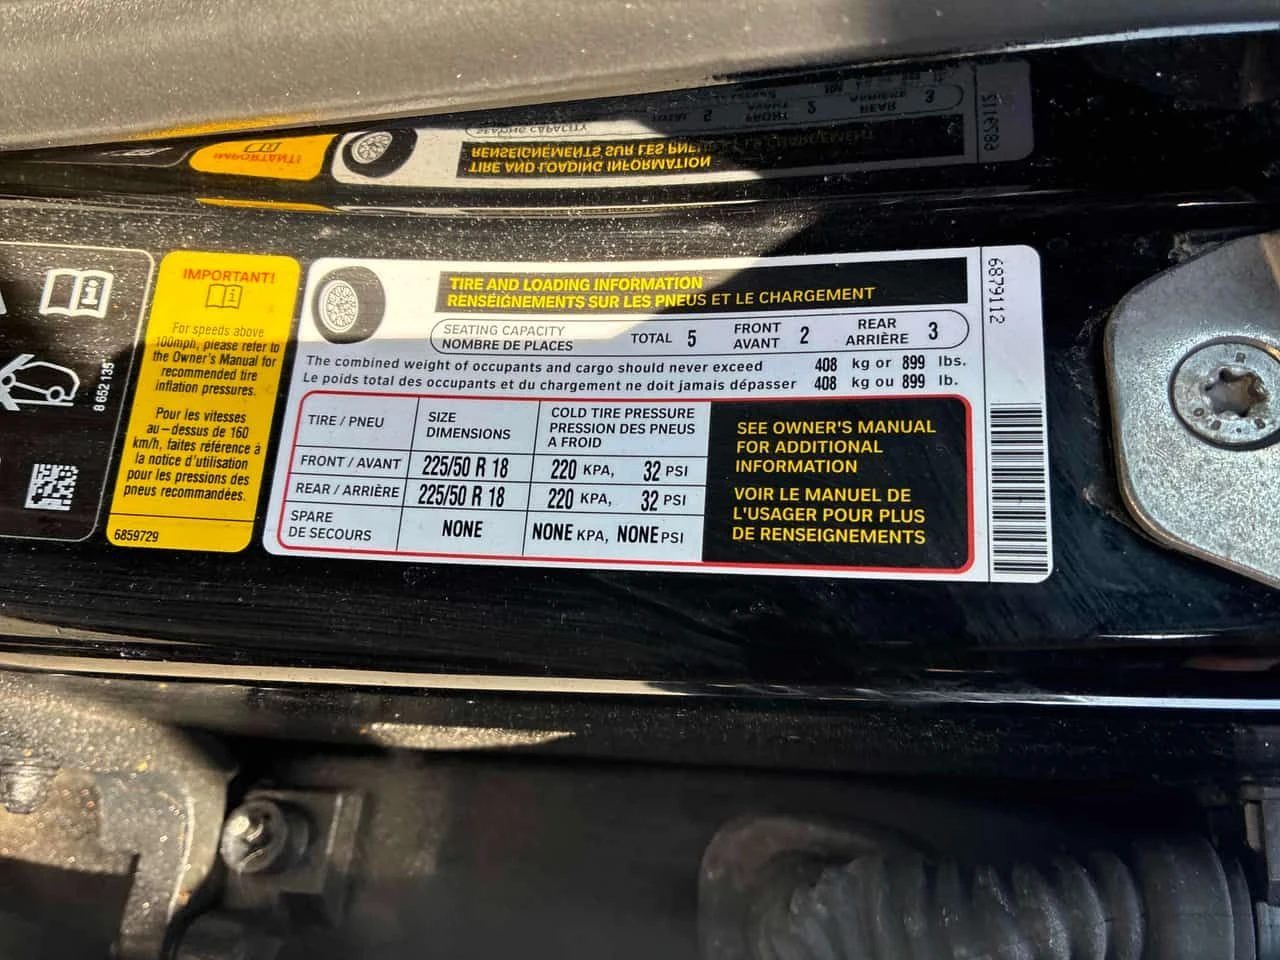 8 652 135
IMPORTANT!
For speeds above
100mph, please refer to
the Owner's Manual for
recommended tire
inflation pressures.
Pour les vitesses
au-dessus de 160
km/h, faites référence à
la notice d'utilisation
pour les pressions des
pneus recommandées.
6859729
TIRE AND LOADING INFORMATION
RENSEIGNEMENTS SUR LES PNEUS ET LE CHARGEMENT
SEATING CAPACITY
NOMBRE DE PLACES
TOTAL 5
FRONT
AVANT 2
REAR
ARRIÈRE 3
The combined weight of occupants and cargo should never exceed 408 kg or 899 lbs.
Le poids total des occupants et du chargement ne doit jamais dépasser 408 kg ou 899 lb.
TIRE / PNEU
SIZE
DIMENSIONS
COLD TIRE PRESSURE
PRESSION DES PNEUS
A FROID
FRONT / AVANT 225/50 R 18 220 KPA, 32 PSI
REAR / ARRIÈRE 225/50 R 18 220 KPA, 32 PSI
SPARE
DE SECOURS NONE NONE KPA, NONE PSI
SEE OWNER'S MANUAL
FOR ADDITIONAL
INFORMATION
VOIR LE MANUEL DE
L'USAGER POUR PLUS
DE RENSEIGNEMENTS
6879112